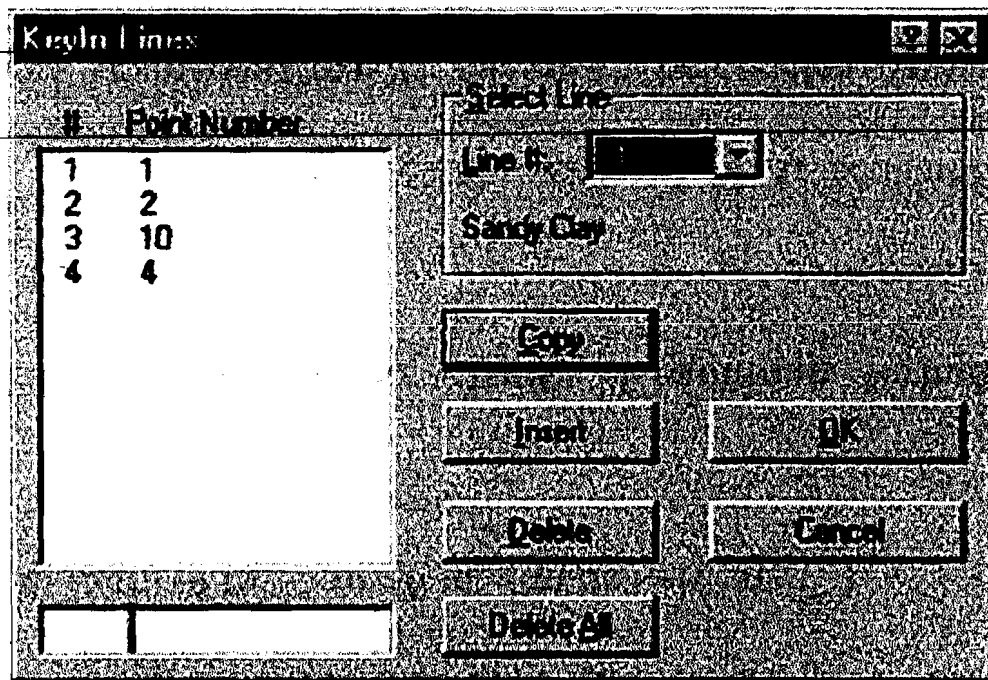 KeyIn Lines
# Point Number
1 1
2 2
3 10
4 4
Select Line
Line #:
Sandy Clay
Copy
Insert
OK
Delete
Cancel
Delete All